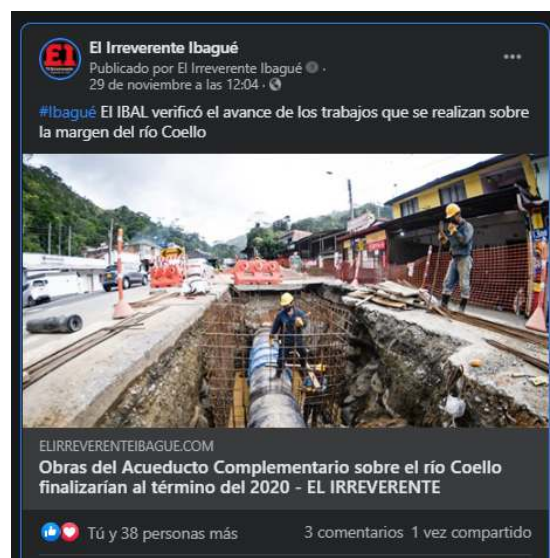 El Irreverente Ibagué
Publicado por El Irreverente Ibagué
29 de noviembre a las 12:04 ·
#Ibagué El IBAL verificó el avance de los trabajos que se realizan sobre
la margen del río Coello
ELIRREVERENTEIBAGUE.COM
Obras del Acueducto Complementario sobre el río Coello
finalizarían al término del 2020 - EL IRREVERENTE
Tú y 38 personas más 3 comentarios 1 vez compartido